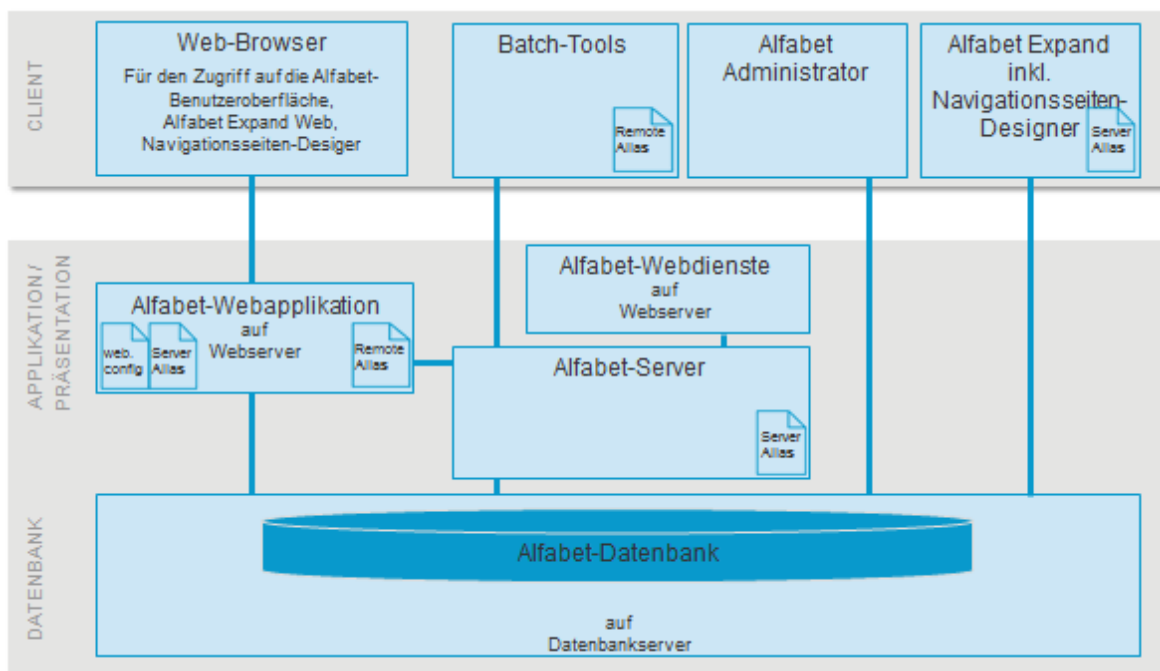 CLIENT
Web-Browser
Für den Zugriff auf die Alfabet-
Benutzeroberfläche,
Alfabet Expand Web,
Navigationsseiten-Desiger
Batch-Tools
Remote
Alias
Alfabet
Administrator
Alfabet Expand
inkl.
Navigationsseiten-
Designer
Server
Alias
APPLIKATION/
PRÄSENTATION
Alfabet-Webapplikation
auf
Webserver
web.
config
Server
Alias
Remote
Alias
Alfabet-Webdienste
auf
Webserver
Alfabet-Server
Server
Alias
DATENBANK
Alfabet-Datenbank
auf
Datenbankserver